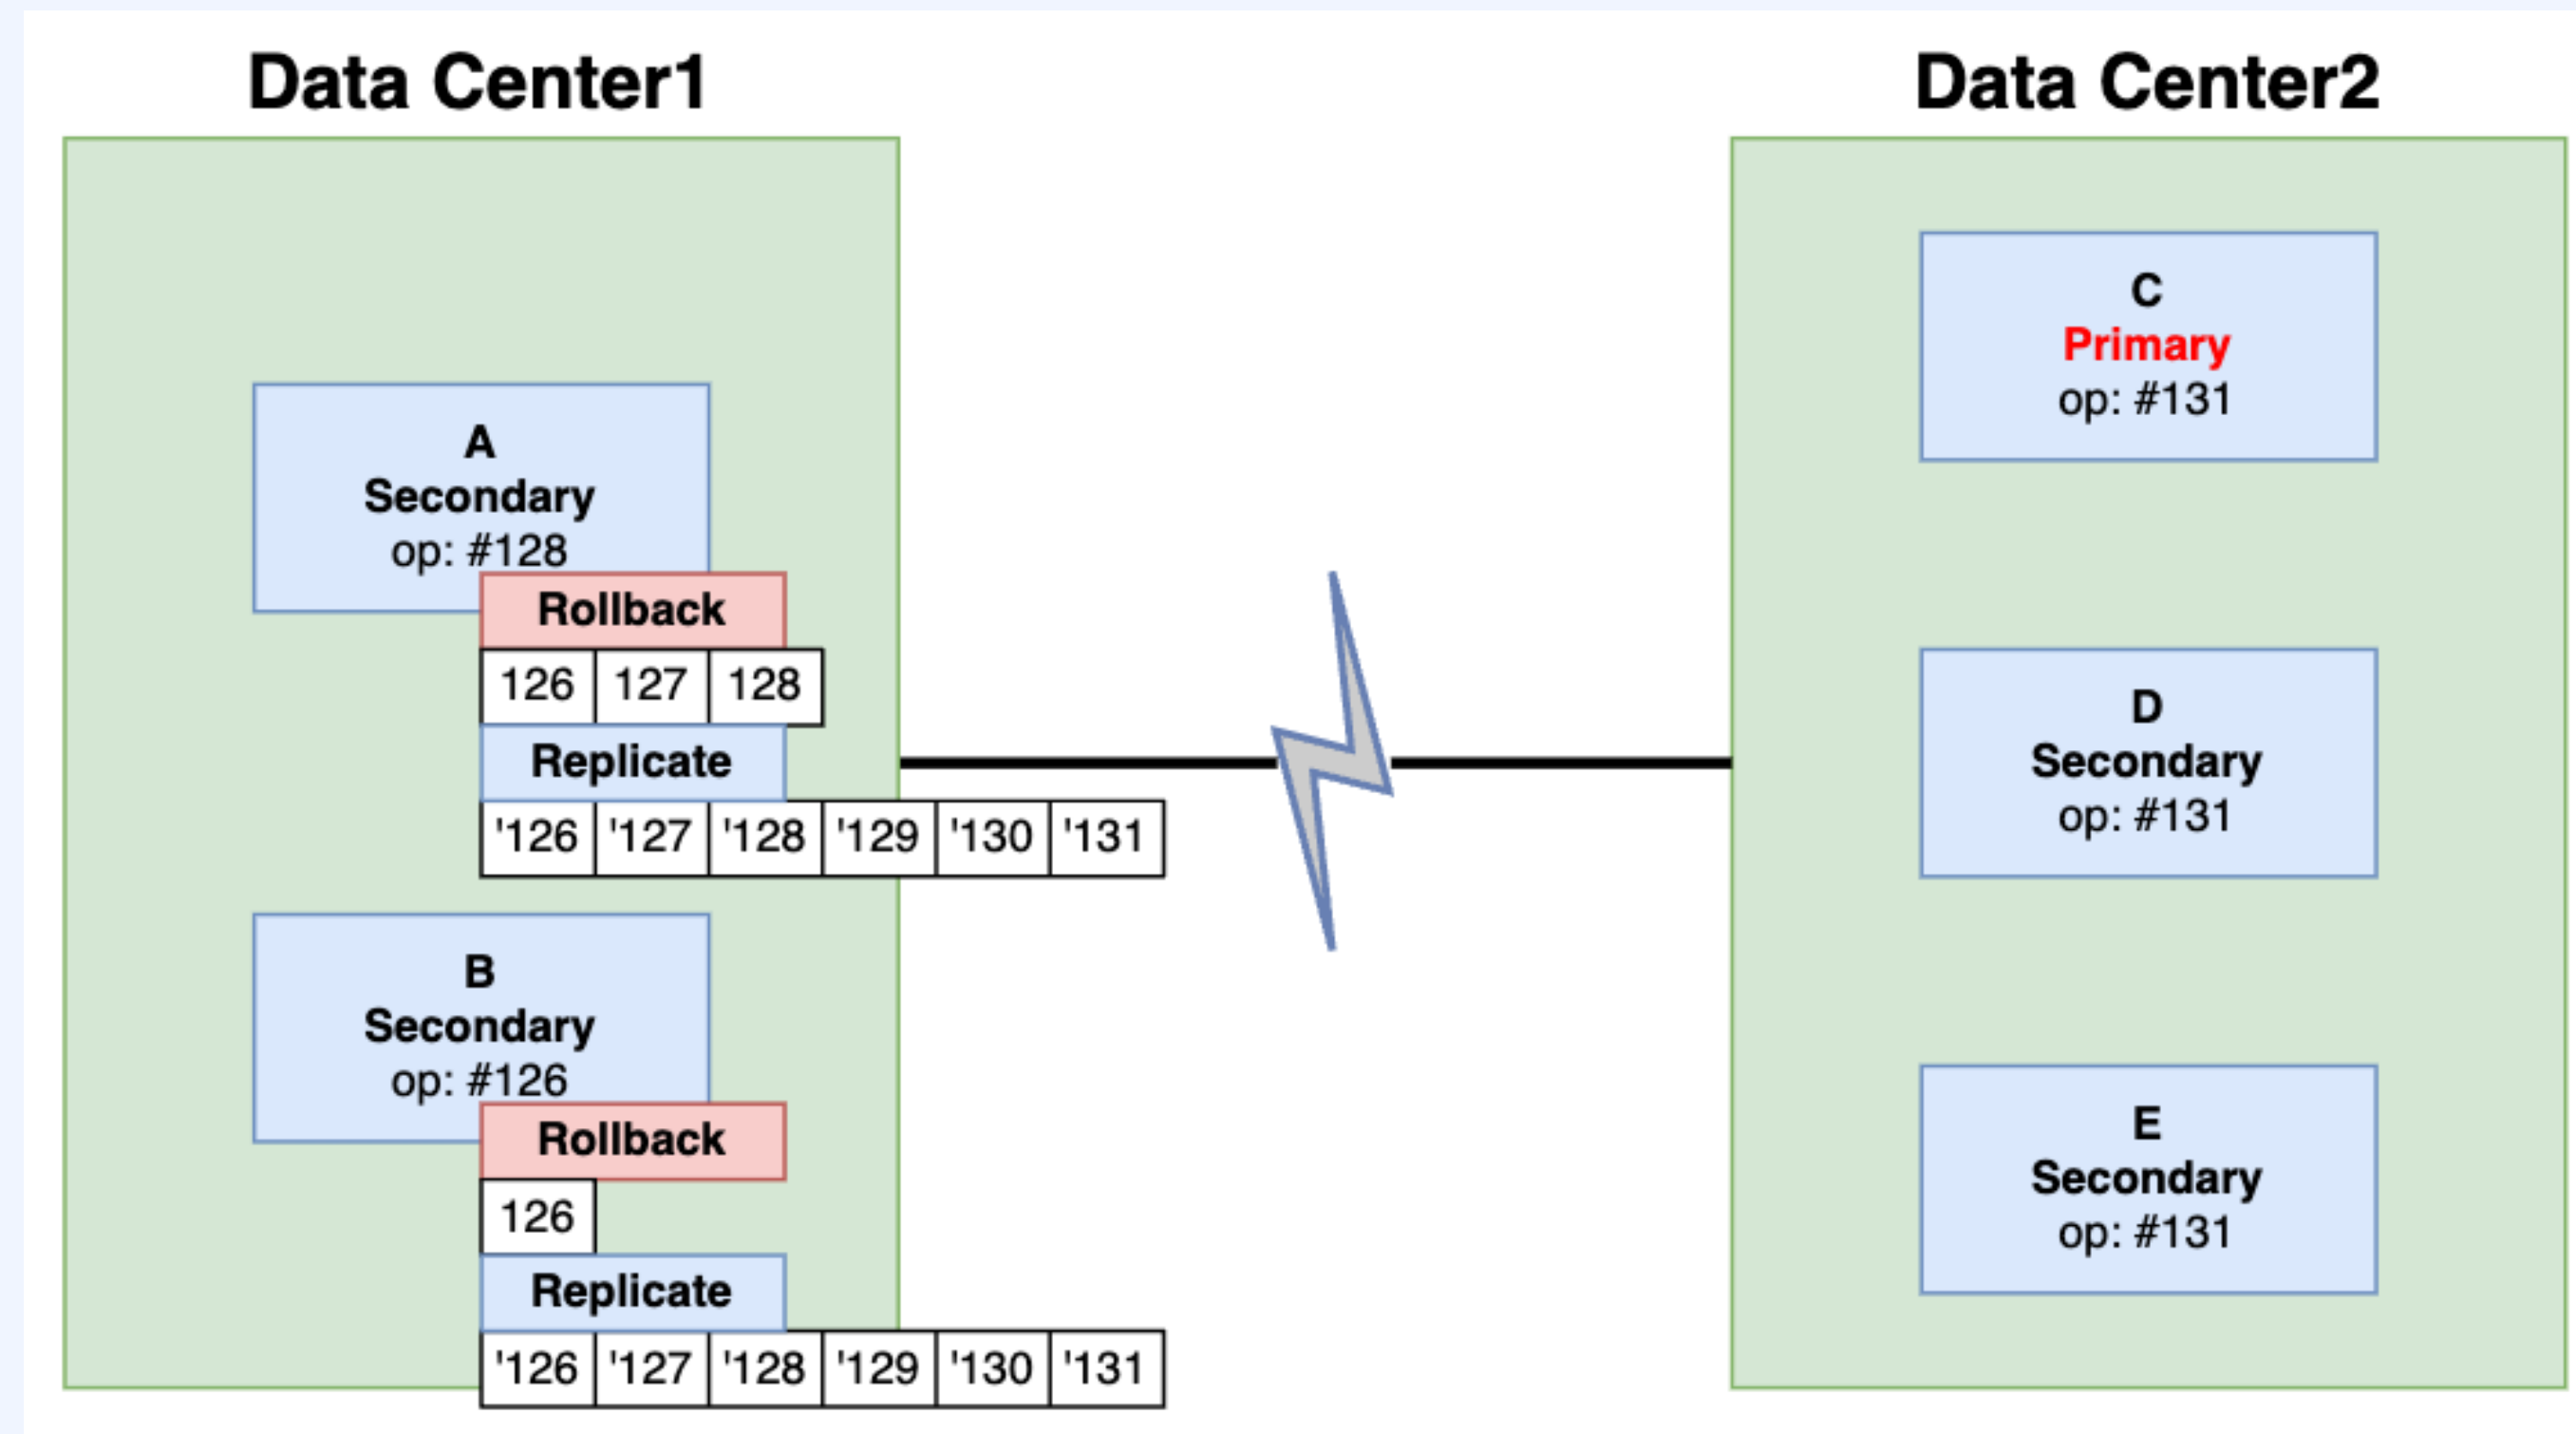 Data Center1
A
Secondary
op: #128
Rollback
126 127 128
Replicate
'126 '127 '128 '129 '130 '131
B
Secondary
op: #126
Rollback
126
Replicate
'126 '127 '128 '129 '130 '131
Data Center2
C
Primary
op: #131
D
Secondary
op: #131
E
Secondary
op: #131